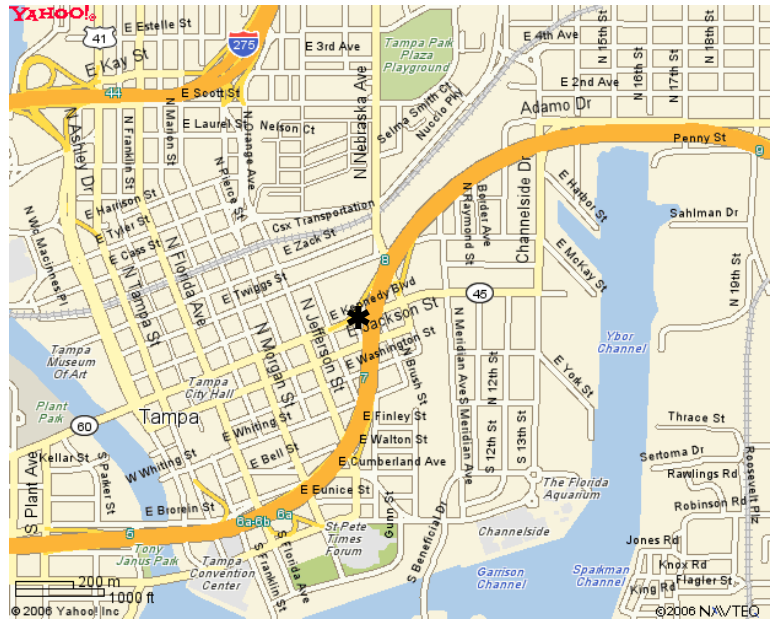 YAHOO!®
E Estelle St
41
275
E 3rd Ave
E Kay St
44
E Scott St
E Laurel St
Nelson Ct
N Nebraska Ave
Tampa Park
Plaza
Playground
Selma Smith Ct
Nuccio Pky
E 4th Ave
N 15th St
N 18th St
E 2nd Ave
N 16th St
N 17th St
Adamo Dr
Penny St
9
N Ashley Dr
N Franklin St
N Marion St
N Orange Ave
N Pierce St
E Harrison St
E Tyler St
E Cass St
Csx Transportation
E Zack St
E Twiggs St
N Wc Macinnes Pl
N Tampa St
N Florida Ave
N Morgan St
N Jefferson St
8
E Kennedy Blvd
E Jackson St
45
E Washington St
7
N Brush St
N Raymond St
Border Ave
Channelside Dr
E Harbor St
E McKay St
Sahlman Dr
N 19th St
Ybor
Channel
N Meridian Ave
S Meridian Ave
N 12th St
S 12th St
S 13th St
E York St
Tampa
Museum
Of Art
Plant
Park
Tampa
City Hall
60
Tampa
Kellar St
S Plant Ave
S Parker St
W Whiting St
E Whiting St
E Bell St
E Finley St
E Walton St
E Cumberland Ave
E Eunice St
E Brorein St
5
6a-6b
6a
Tony
Janus Park
Tampa
Convention
Center
S Franklin St
S Florida Ave
St Pete
Times
Forum
Gunn St
S Beneficial Dr
Channelside
The Florida
Aquarium
Garrison
Channel
Sparkman
Channel
Thrace St
Sertoma Dr
Rawlings Rd
Roosevelt Plz
Robinson Rd
Jones Rd
Knox Rd
Flagler St
King Rd
200 m
1000 ft
©2006 Yahoo! Inc
©2006 NAVTEQ